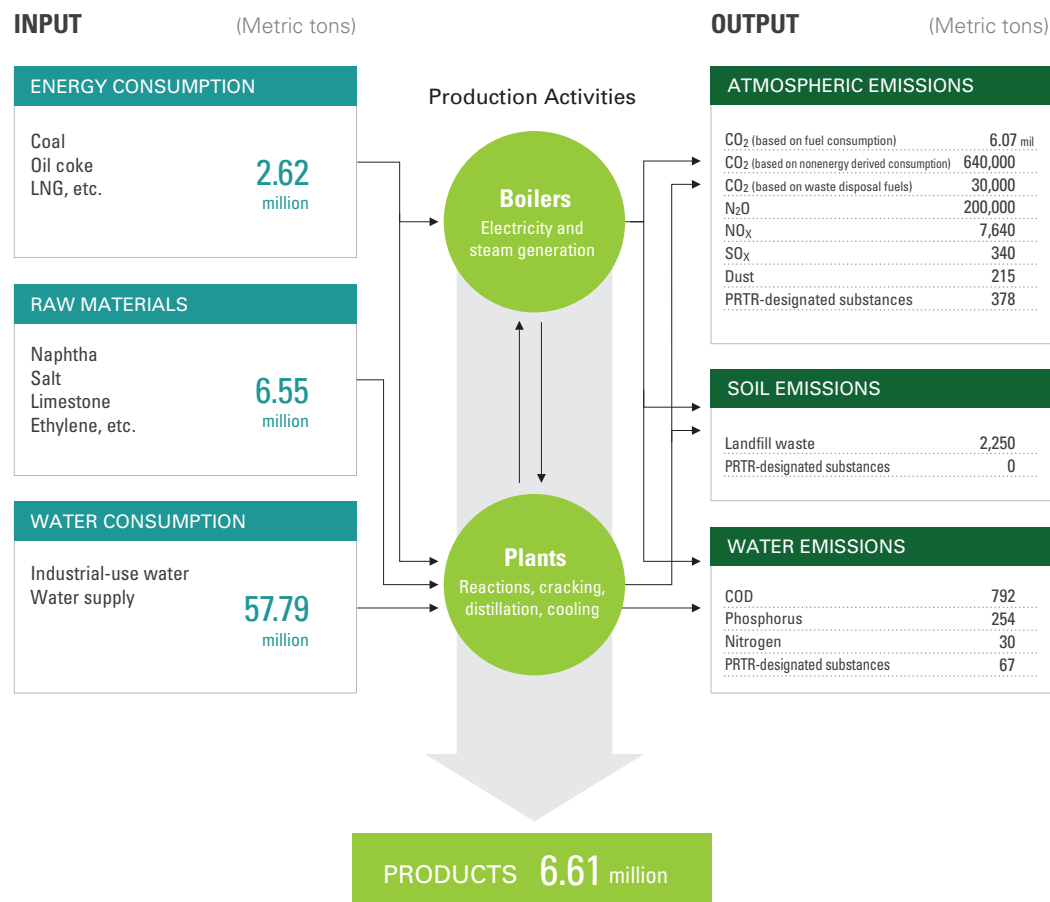 INPUT (Metric tons)
ENERGY CONSUMPTION
Coal
Oil coke
LNG, etc.
2.62
million
RAW MATERIALS
Naphtha
Salt
Limestone
Ethylene, etc.
6.55
million
WATER CONSUMPTION
Industrial-use water
Water supply
57.79
million
Production Activities
Boilers
Electricity and
steam generation
Plants
Reactions, cracking,
distillation, cooling
OUTPUT (Metric tons)
ATMOSPHERIC EMISSIONS
CO2 (based on fuel consumption) 6.07 mil
CO2 (based on nonenergy derived consumption) 640,000
CO2 (based on waste disposal fuels) 30,000
N2O 200,000
NOX 7,640
SOX 340
Dust 215
PRTR-designated substances 378
SOIL EMISSIONS
Landfill waste 2,250
PRTR-designated substances 0
WATER EMISSIONS
COD 792
Phosphorus 254
Nitrogen 30
PRTR-designated substances 67
PRODUCTS 6.61 million